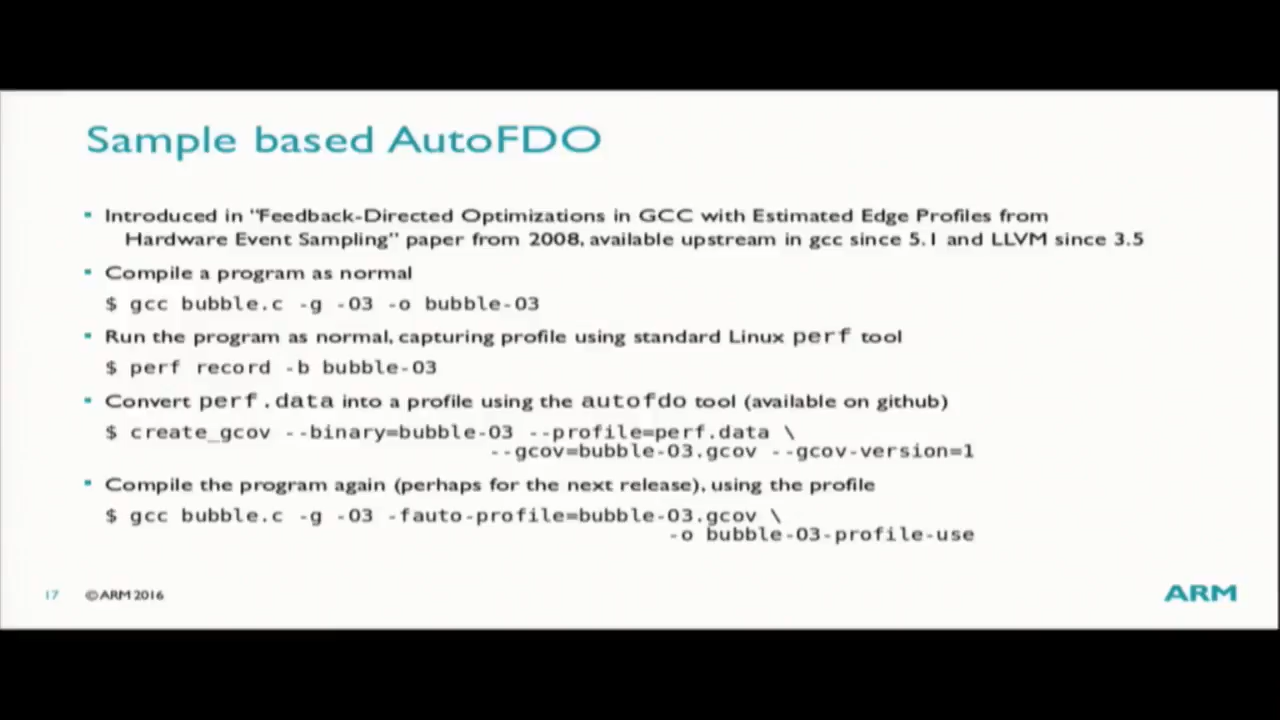 Sample based AutoFDO
▪ Introduced in "Feedback-Directed Optimizations in GCC with Estimated Edge Profiles from
Hardware Event Sampling" paper from 2008, available upstream in gcc since 5.1 and LLVM since 3.5
▪ Compile a program as normal
$ gcc bubble.c -g -O3 -o bubble-O3
▪ Run the program as normal, capturing profile using standard Linux perf tool
$ perf record -b bubble-O3
▪ Convert perf.data into a profile using the autofdo tool (available on github)
$ create_gcov --binary=bubble-O3 --profile=perf.data \
--gcov=bubble-O3.gcov --gcov-version=1
▪ Compile the program again (perhaps for the next release), using the profile
$ gcc bubble.c -g -O3 -fauto-profile=bubble-O3.gcov \
-o bubble-O3-profile-use
17 ©ARM 2016
ARM